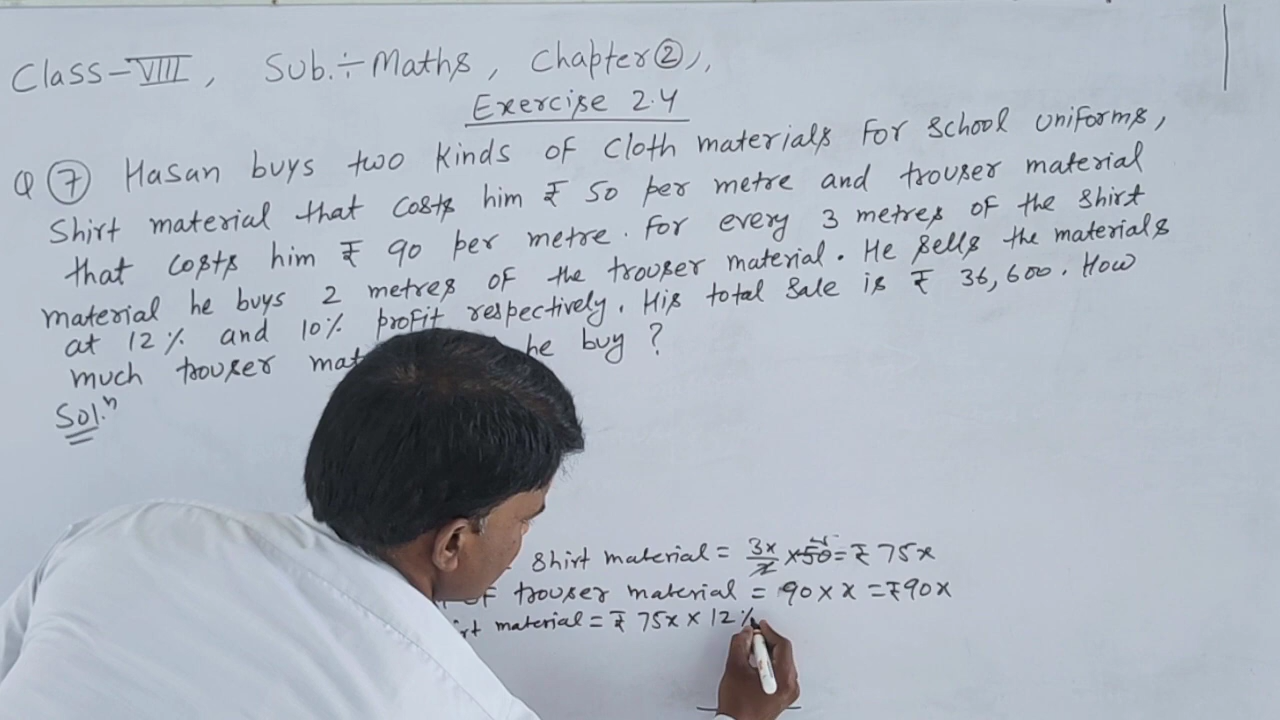 Class-VIII, Sub.÷Maths, Chapter②,,
Exercise 2.4
Q ⑦ Hasan buys two kinds of cloth materials for school uniforms,
Shirt material that costs him ₹ 50 per metre and trouser material
that costs him ₹ 90 per metre. For every 3 metres of the shirt
material he buys 2 metres of the trouser material. He sells the materials
at 12% and 10% profit respectively. His total sale is ₹ 36,600. How
much trouser he buy ?
Sol.ⁿ
shirt material = 3x/2 x 50 = ₹ 75x
of trouser material = 90 x x = ₹90x
material = ₹ 75x x 12%